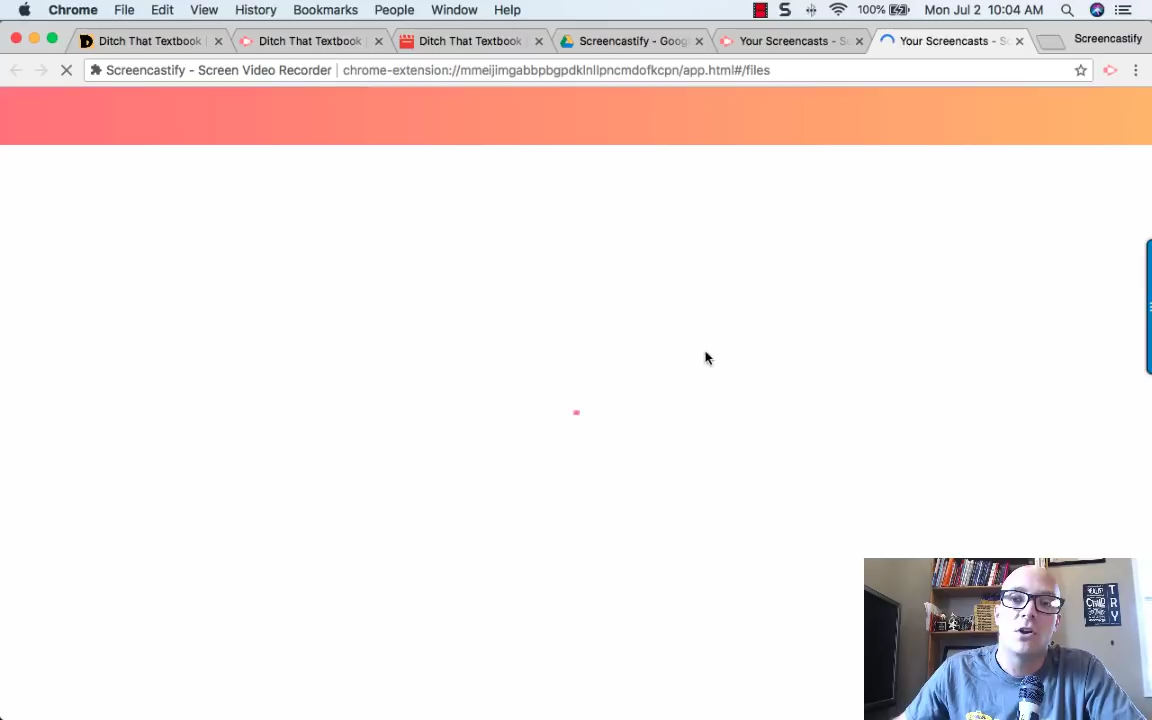 Chrome File Edit View History Bookmarks People Window Help 100% Mon Jul 2 10:04 AM
Ditch That Textbook Ditch That Textbook Ditch That Textbook Screencastify - Goog Your Screencasts - S Your Screencasts - Sc Screencastify
Screencastify - Screen Video Recorder chrome-extension://mmeijimgabbpbgpdklnllpncmdofkcpn/app.html#/files
TRY